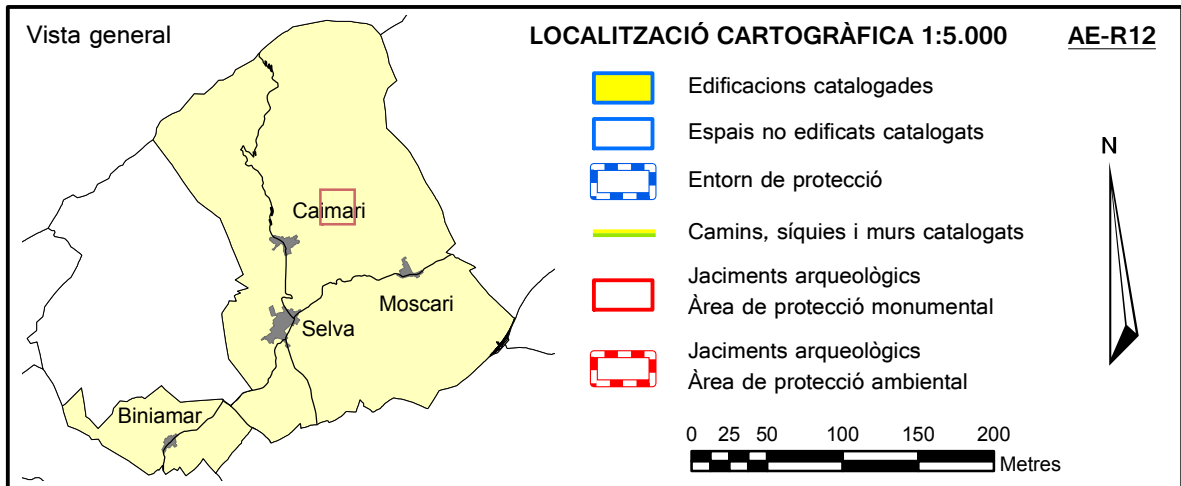 Vista general
LOCALITZACIÓ CARTOGRÀFICA 1:5.000
AE-R12
Edificacions catalogades
Espais no edificats catalogats
Entorn de protecció
Camins, síquies i murs catalogats
Jaciments arqueològics
Àrea de protecció monumental
Jaciments arqueològics
Àrea de protecció ambiental
N
Caimari
Moscari
Selva
Biniamar
0 25 50 100 150 200
Metres